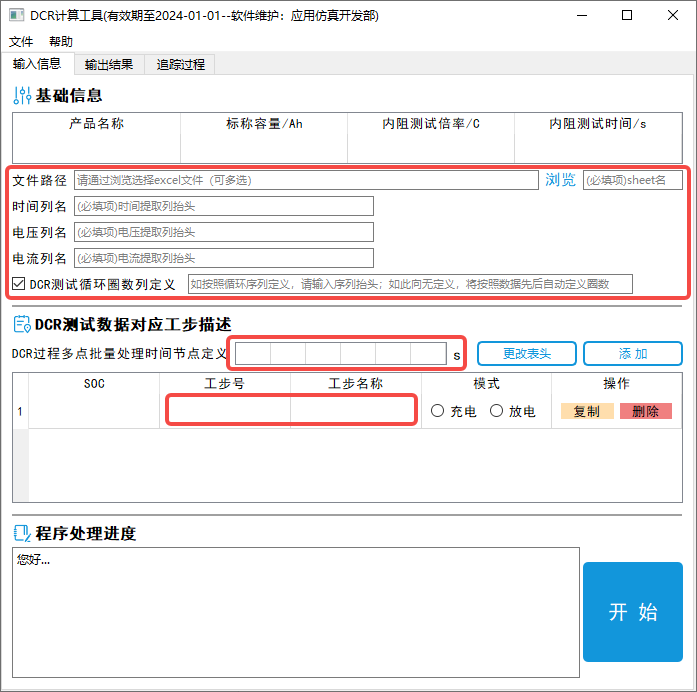 DCR计算工具(有效期至2024-01-01--软件维护：应用仿真开发部)
文件 帮助
输入信息 输出结果 追踪过程
基础信息
产品名称 标称容量/Ah 内阻测试倍率/C 内阻测试时间/s
文件路径 请通过浏览选择excel文件（可多选） 浏览 (必填项)sheet名
时间列名 (必填项)时间提取列抬头
电压列名 (必填项)电压提取列抬头
电流列名 (必填项)电流提取列抬头
DCR测试循环圈数列定义 如按照循环序列定义，请输入序列抬头；如此向无定义，将按照数据先后自动定义圈数
DCR测试数据对应工步描述
DCR过程多点批量处理时间节点定义 s 更改表头 添 加
SOC 工步号 工步名称 模式 操作
1 充电 放电 复制 删除
程序处理进度
您好...
开 始